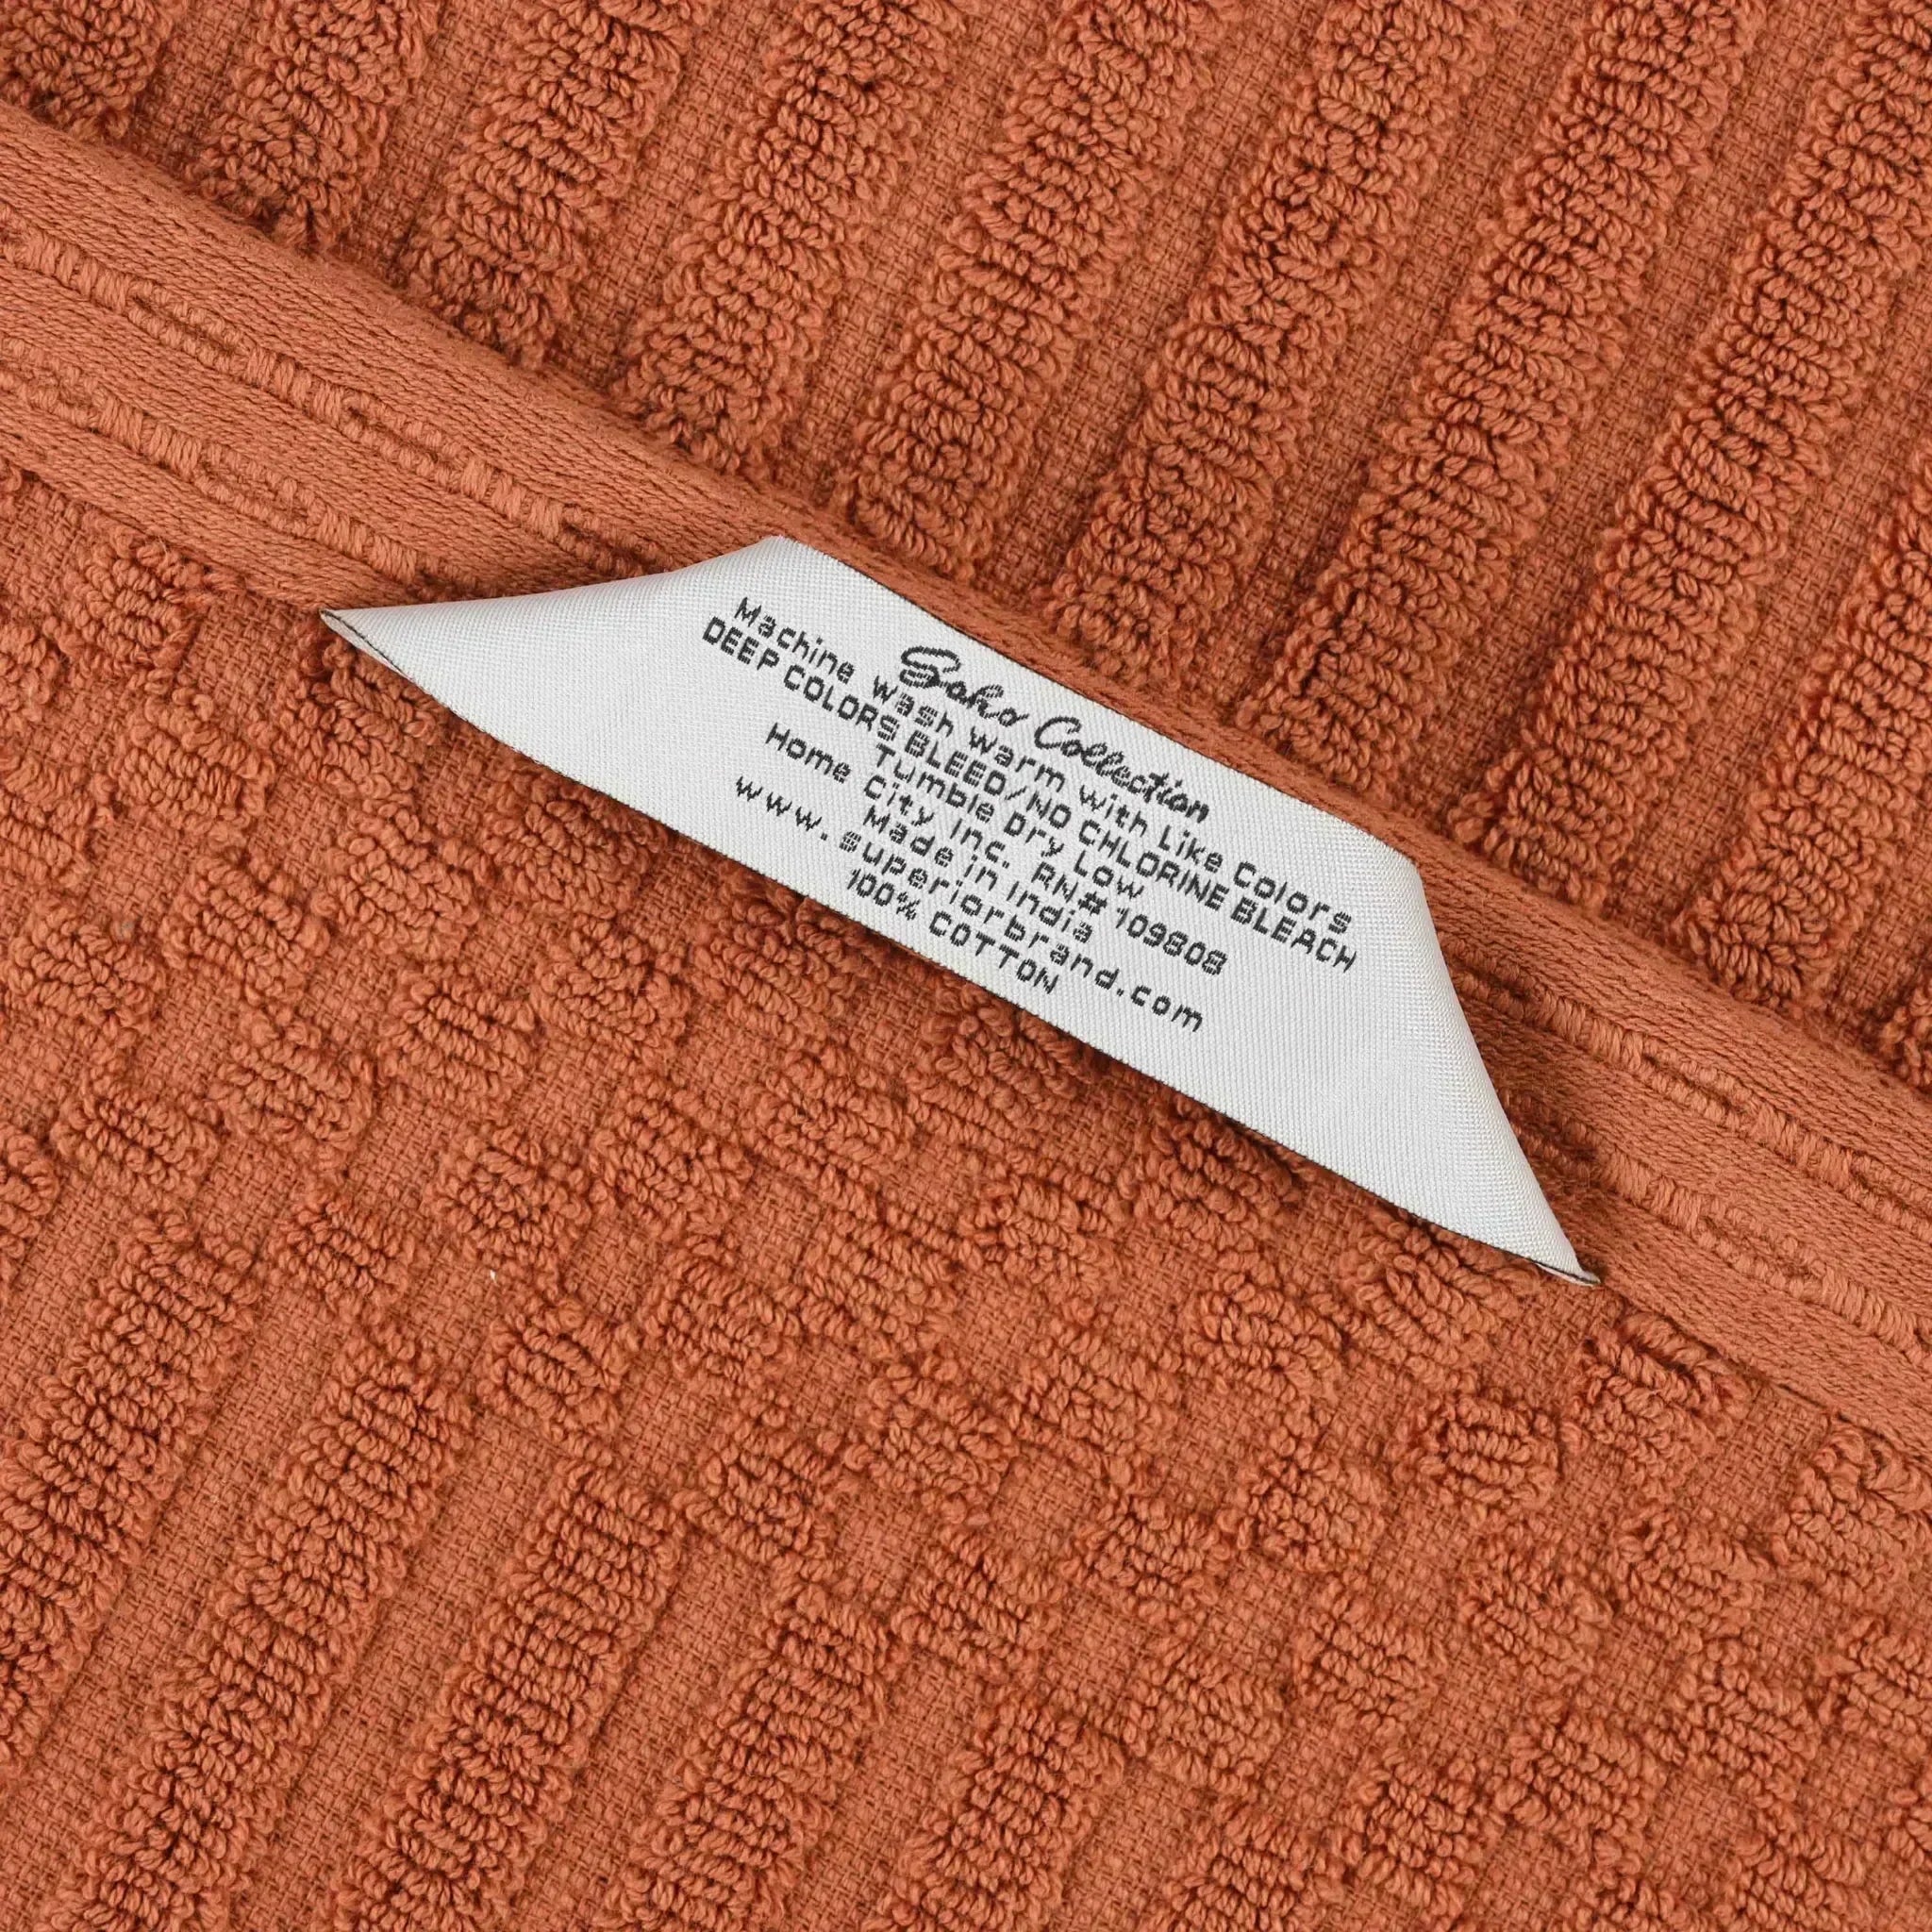 Soho Collection
Machine Wash Warm With Like Colors
DEEP COLORS BLEED/NO CHLORINE BLEACH
Tumble Dry Low
Home City Inc. RN# 109808
Made in India
www.superiorbrand.com
100% COTTON